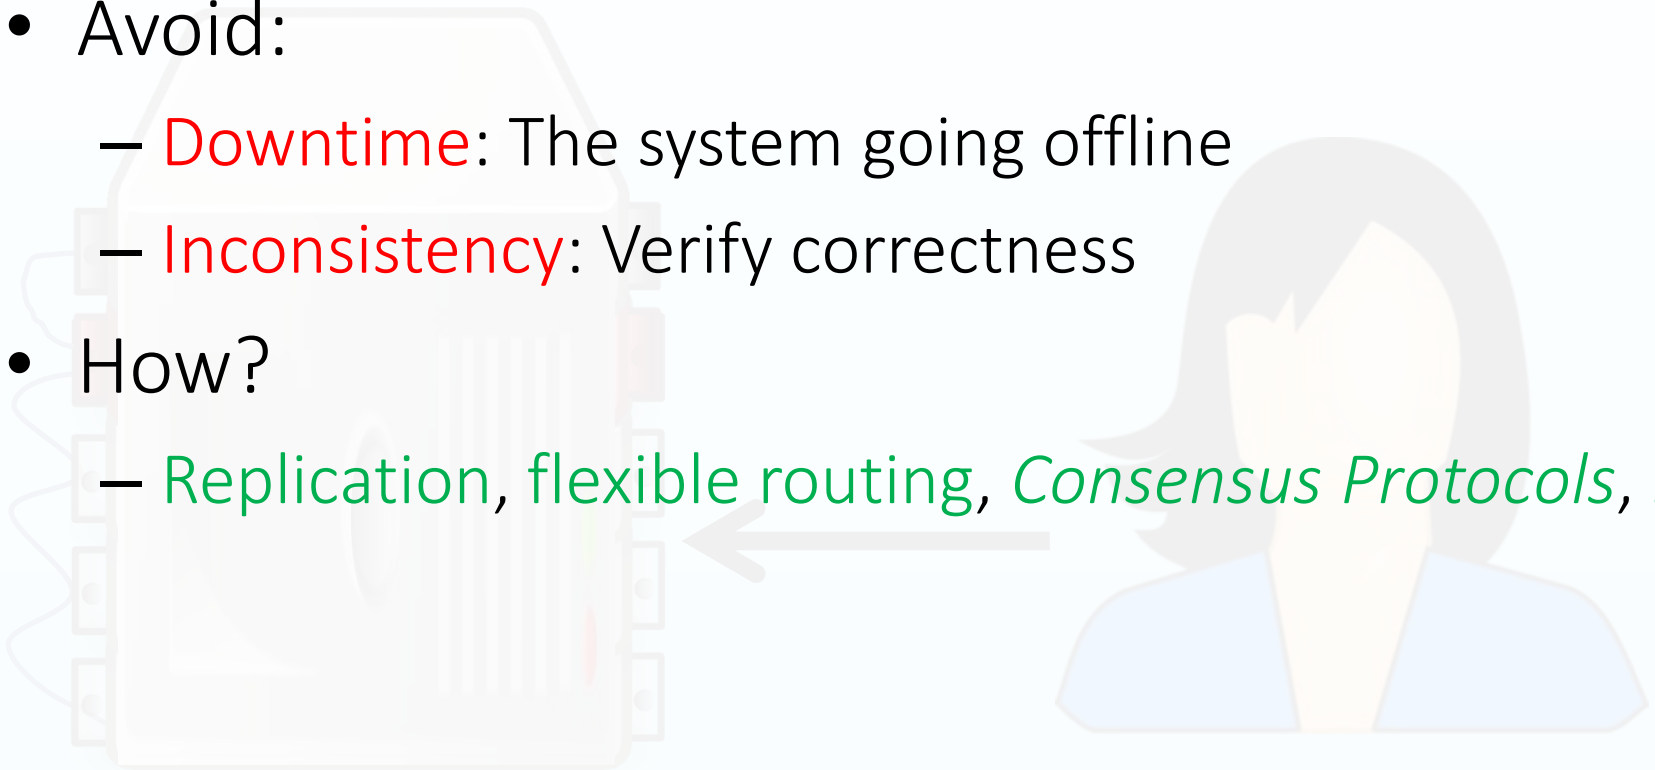 • Avoid:
– Downtime: The system going offline
– Inconsistency: Verify correctness
• How?
– Replication, flexible routing, Consensus Protocols,